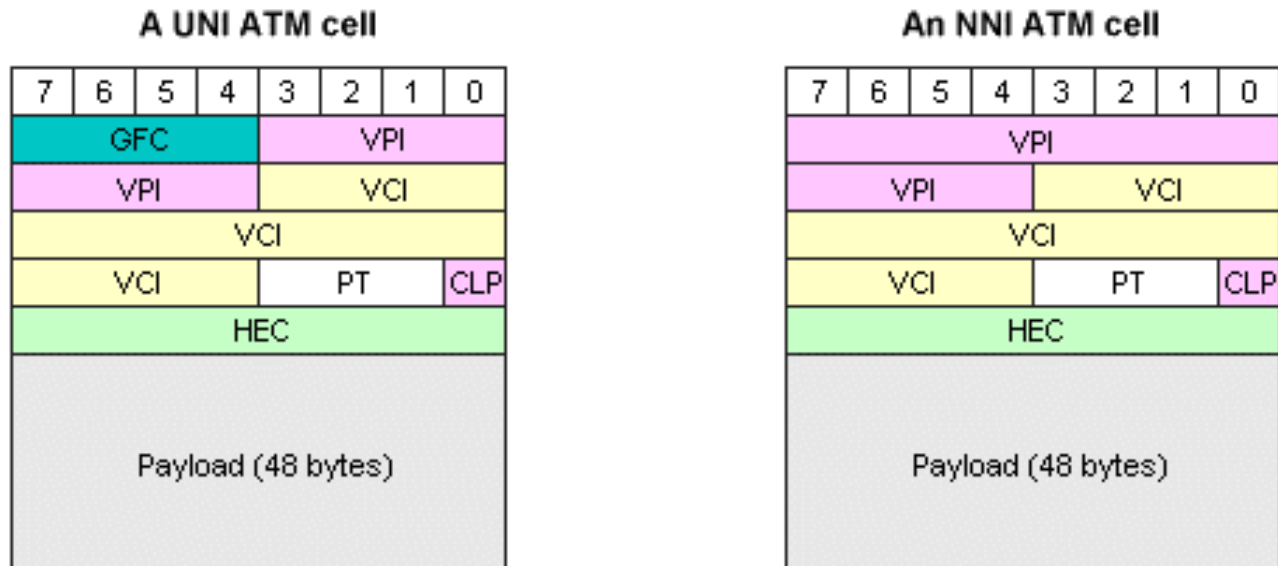 A UNI ATM cell
7 6 5 4 3 2 1 0
GFC VPI
VPI VCI
VCI
VCI PT CLP
HEC
Payload (48 bytes)
An NNI ATM cell
7 6 5 4 3 2 1 0
VPI
VPI VCI
VCI
VCI PT CLP
HEC
Payload (48 bytes)